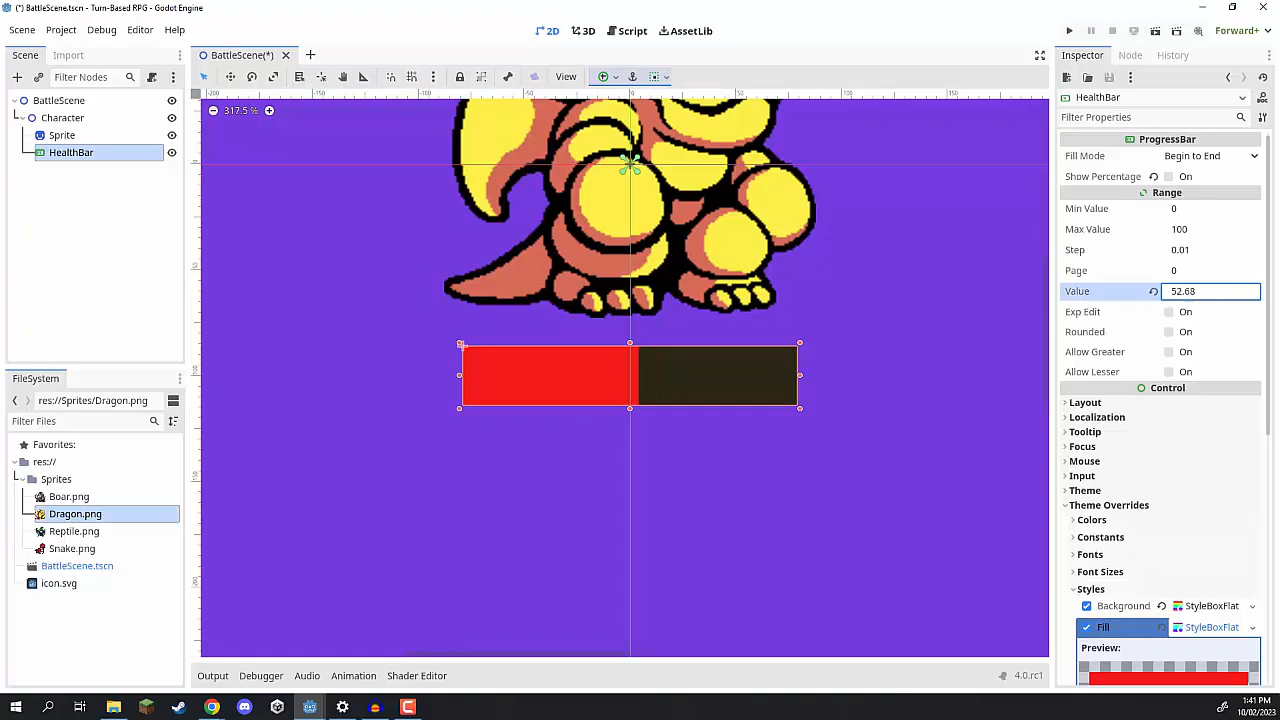 (*) BattleScene.tscn - Turn-Based RPG - Godot Engine
Scene Project Debug Editor Help
2D 3D Script AssetLib
Forward+
Scene Import
BattleScene(*)
Inspector Node History
Filter Nodes
View
BattleScene
Character
Sprite
HealthBar
317.5 %
HealthBar
Filter Properties
ProgressBar
Fill Mode Begin to End
Show Percentage On
Range
Min Value 0
Max Value 100
Step 0.01
Page 0
Value 52.68
Exp Edit On
Rounded On
Allow Greater On
Allow Lesser On
Control
Layout
Localization
Tooltip
Focus
Mouse
Input
Theme
Theme Overrides
Colors
Constants
Fonts
Font Sizes
Styles
Background StyleBoxFlat
Fill StyleBoxFlat
Preview:
FileSystem
res://Sprites/Dragon.png
Filter Files
Favorites:
res://
Sprites
Boar.png
Dragon.png
Reptile.png
Snake.png
BattleScene.tscn
icon.svg
Output Debugger Audio Animation Shader Editor
4.0.rc1
1:41 PM
10/02/2023